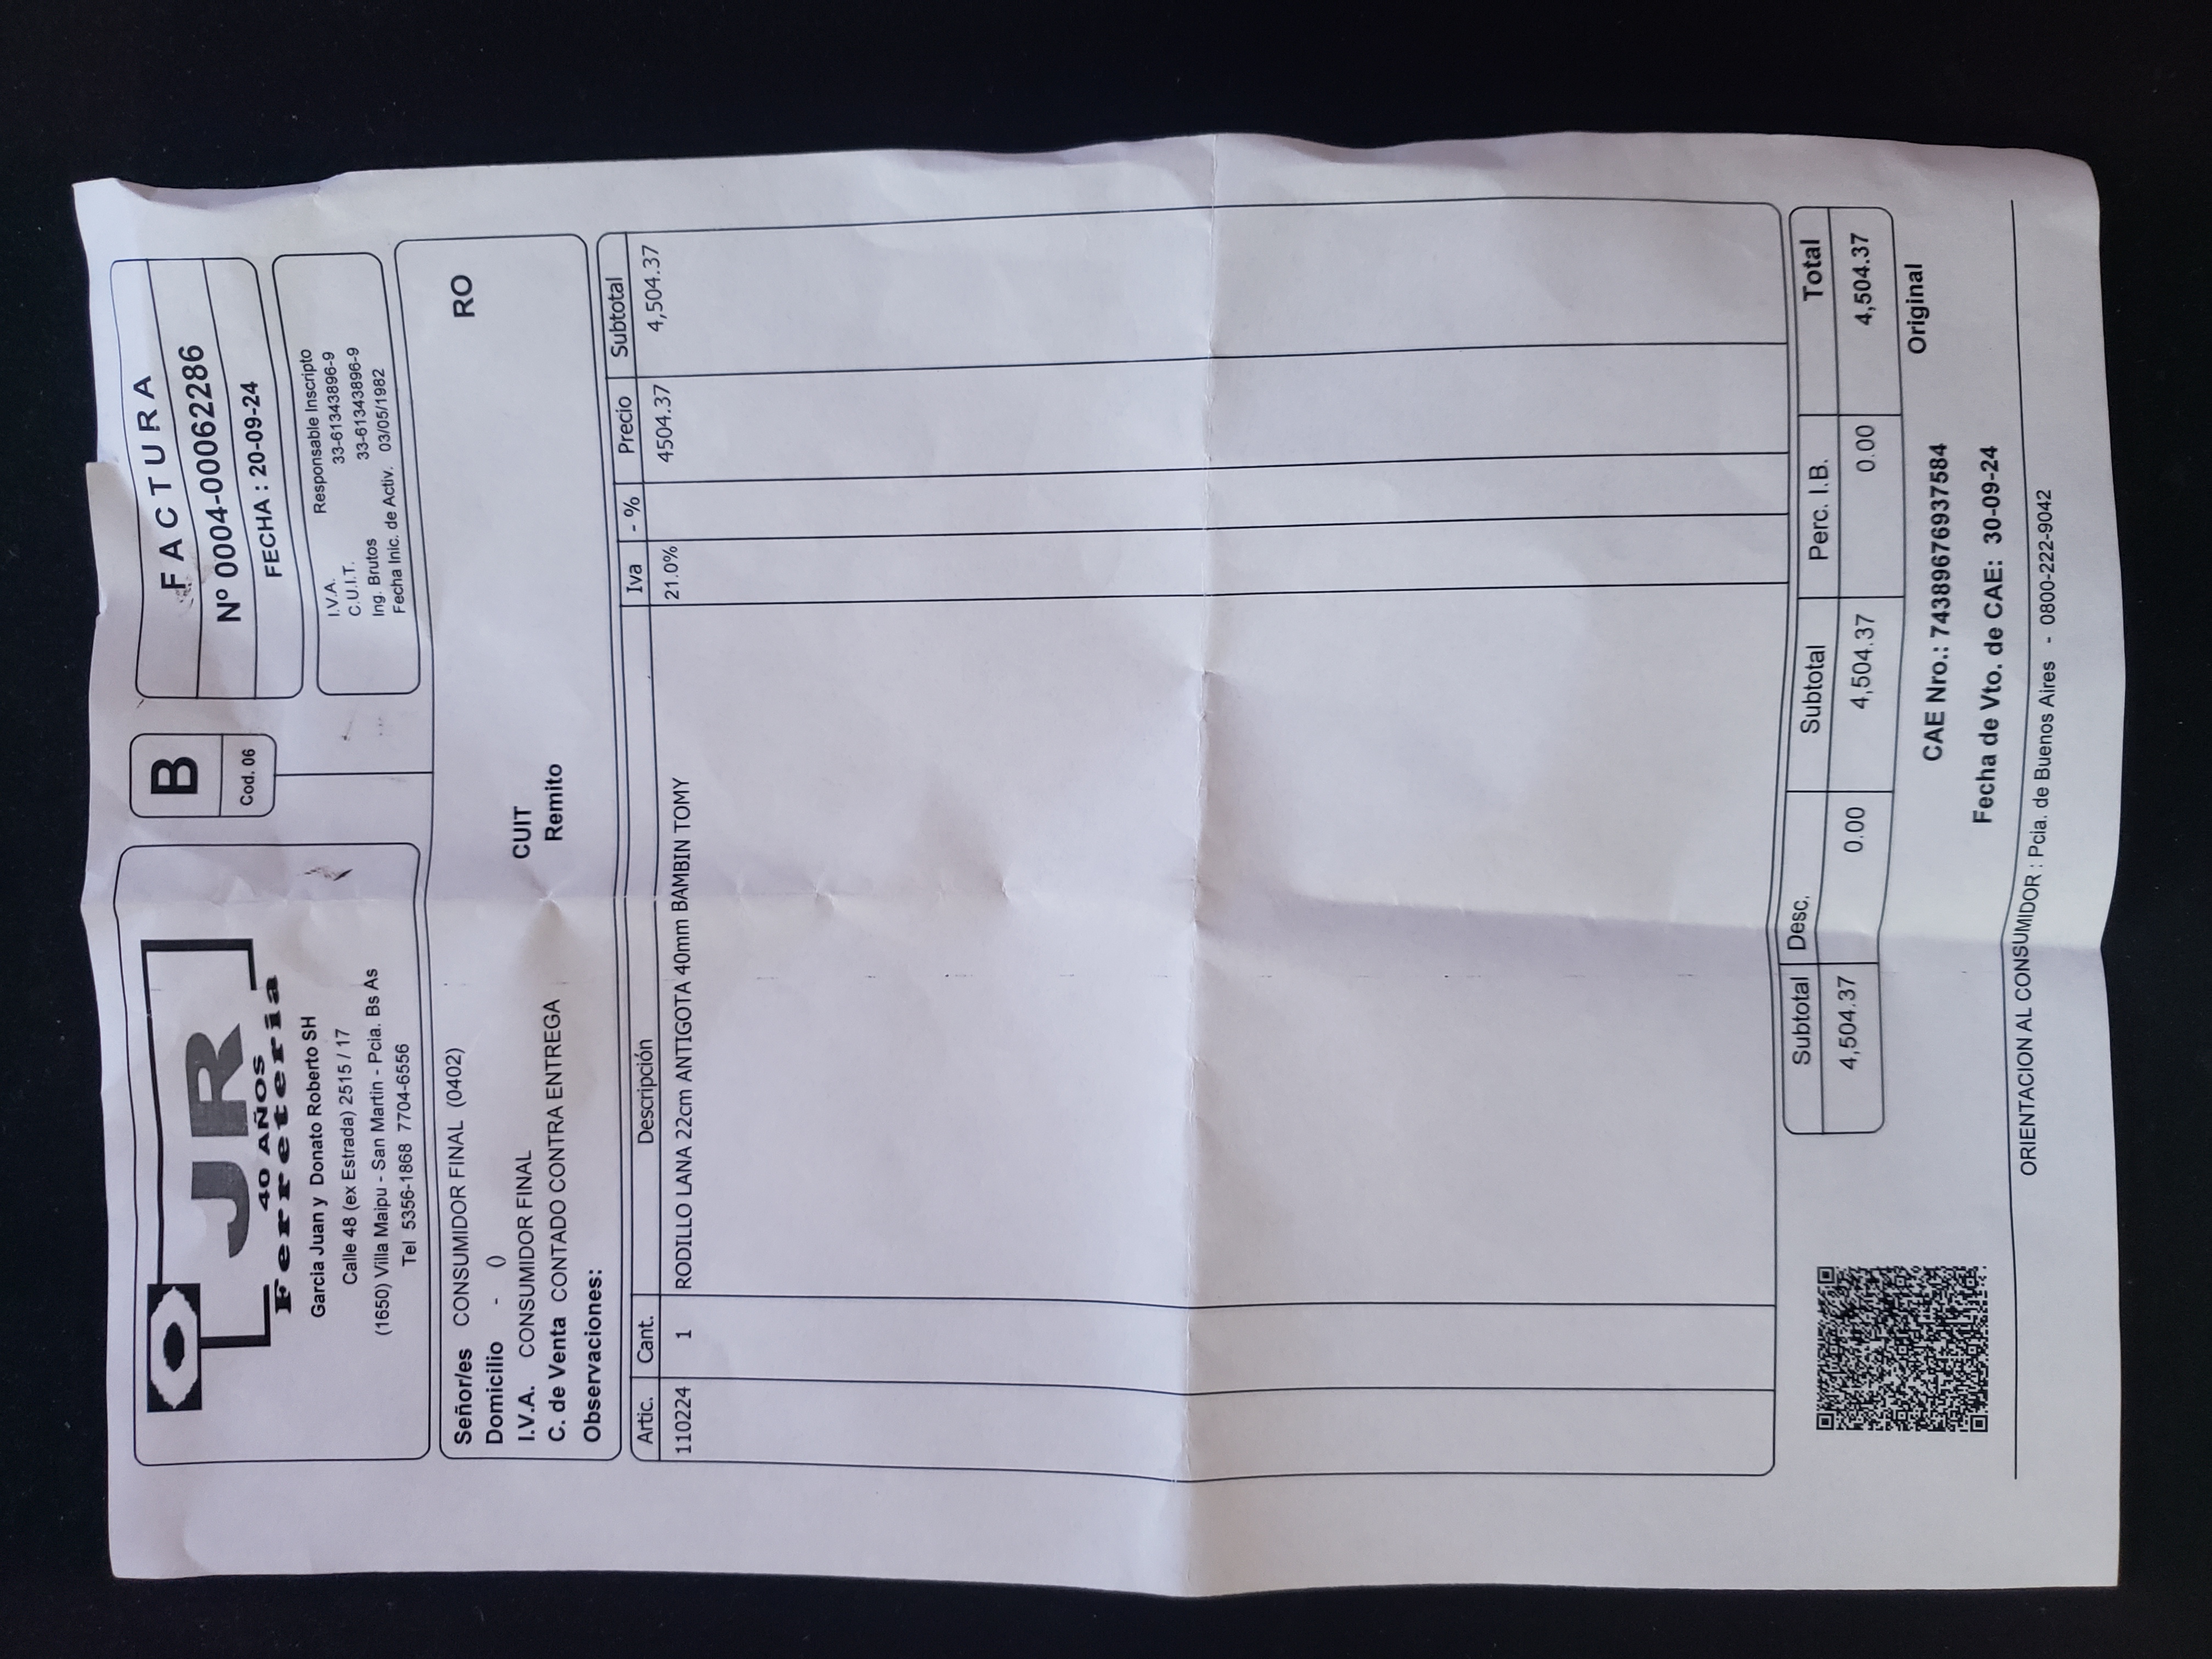 JR
40 AÑOS
Ferreteria
Garcia Juan y Donato Roberto SH
Calle 48 (ex Estrada) 2515 / 17
(1650) Villa Maipu - San Martin - Pcia. Bs As
Tel 5356-1868 7704-6556
B
Cod. 06
FACTURA
Nº 0004-00062286
FECHA : 20-09-24
I.V.A. Responsable Inscripto
C.U.I.T. 33-61343896-9
Ing. Brutos 33-61343896-9
Fecha Inic. de Activ. 03/05/1982
Señor/es CONSUMIDOR FINAL (0402) RO
Domicilio - ()
I.V.A. CONSUMIDOR FINAL CUIT
C. de Venta CONTADO CONTRA ENTREGA Remito
Observaciones:
Artic. Cant. Descripción Iva - % Precio Subtotal
110224 1 RODILLO LANA 22cm ANTIGOTA 40mm BAMBIN TOMY 21.0% 4504.37 4,504.37
Subtotal Desc. Subtotal Perc. I.B. Total
4,504.37 0.00 4,504.37 0.00 4,504.37
Original
CAE Nro.: 74389676937584
Fecha de Vto. de CAE: 30-09-24
ORIENTACION AL CONSUMIDOR : Pcia. de Buenos Aires - 0800-222-9042